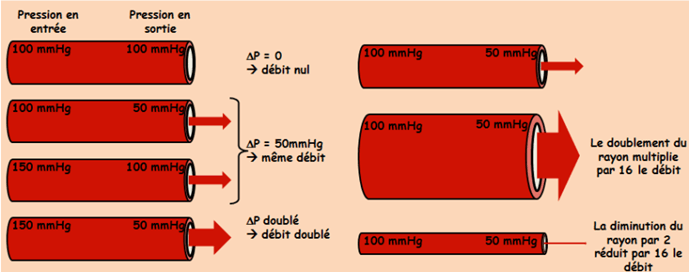 Pression en
entrée
Pression en
sortie
100 mmHg 100 mmHg
ΔP = 0
→ débit nul
100 mmHg 50 mmHg
150 mmHg 100 mmHg
ΔP = 50mmHg
→ même débit
150 mmHg 50 mmHg
ΔP doublé
→ débit doublé
100 mmHg 50 mmHg
100 mmHg 50 mmHg
Le doublement du
rayon multiplie
par 16 le débit
100 mmHg 50 mmHg
La diminution du
rayon par 2
réduit par 16 le
débit